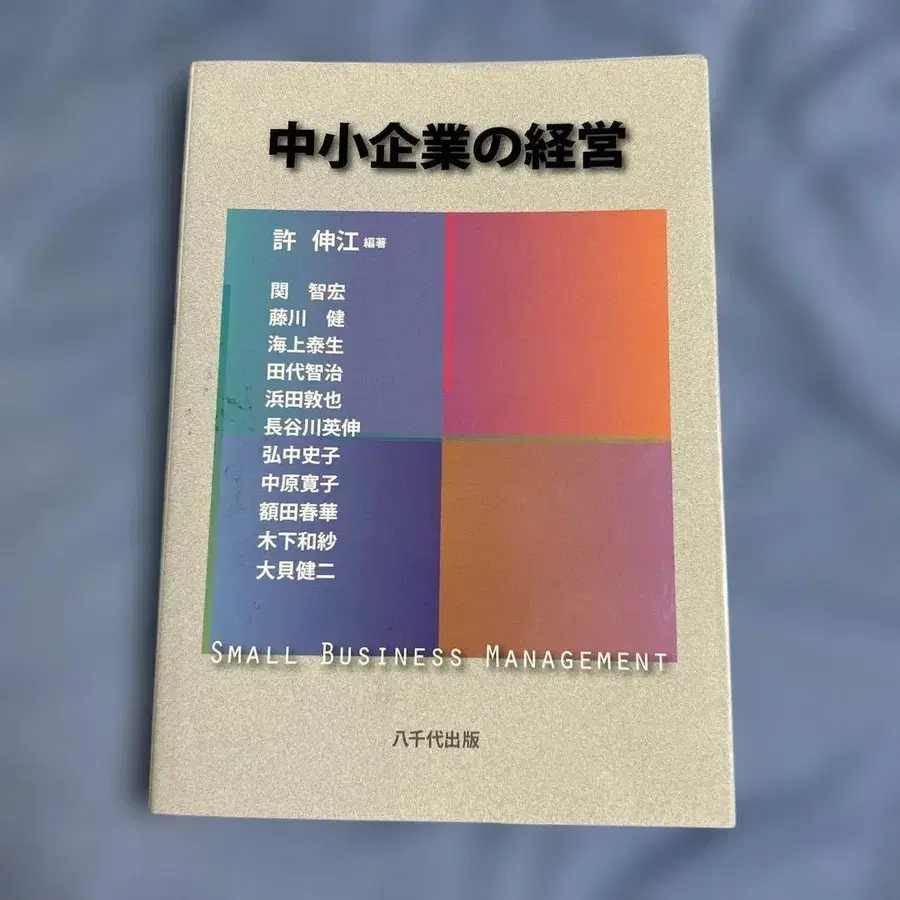 中小企業の経営
許 伸江 編著
関 智宏
藤川 健
海上泰生
田代智治
浜田敦也
長谷川英伸
弘中史子
中原寛子
額田春華
木下和紗
大貝健二
SMALL BUSINESS MANAGEMENT
八千代出版